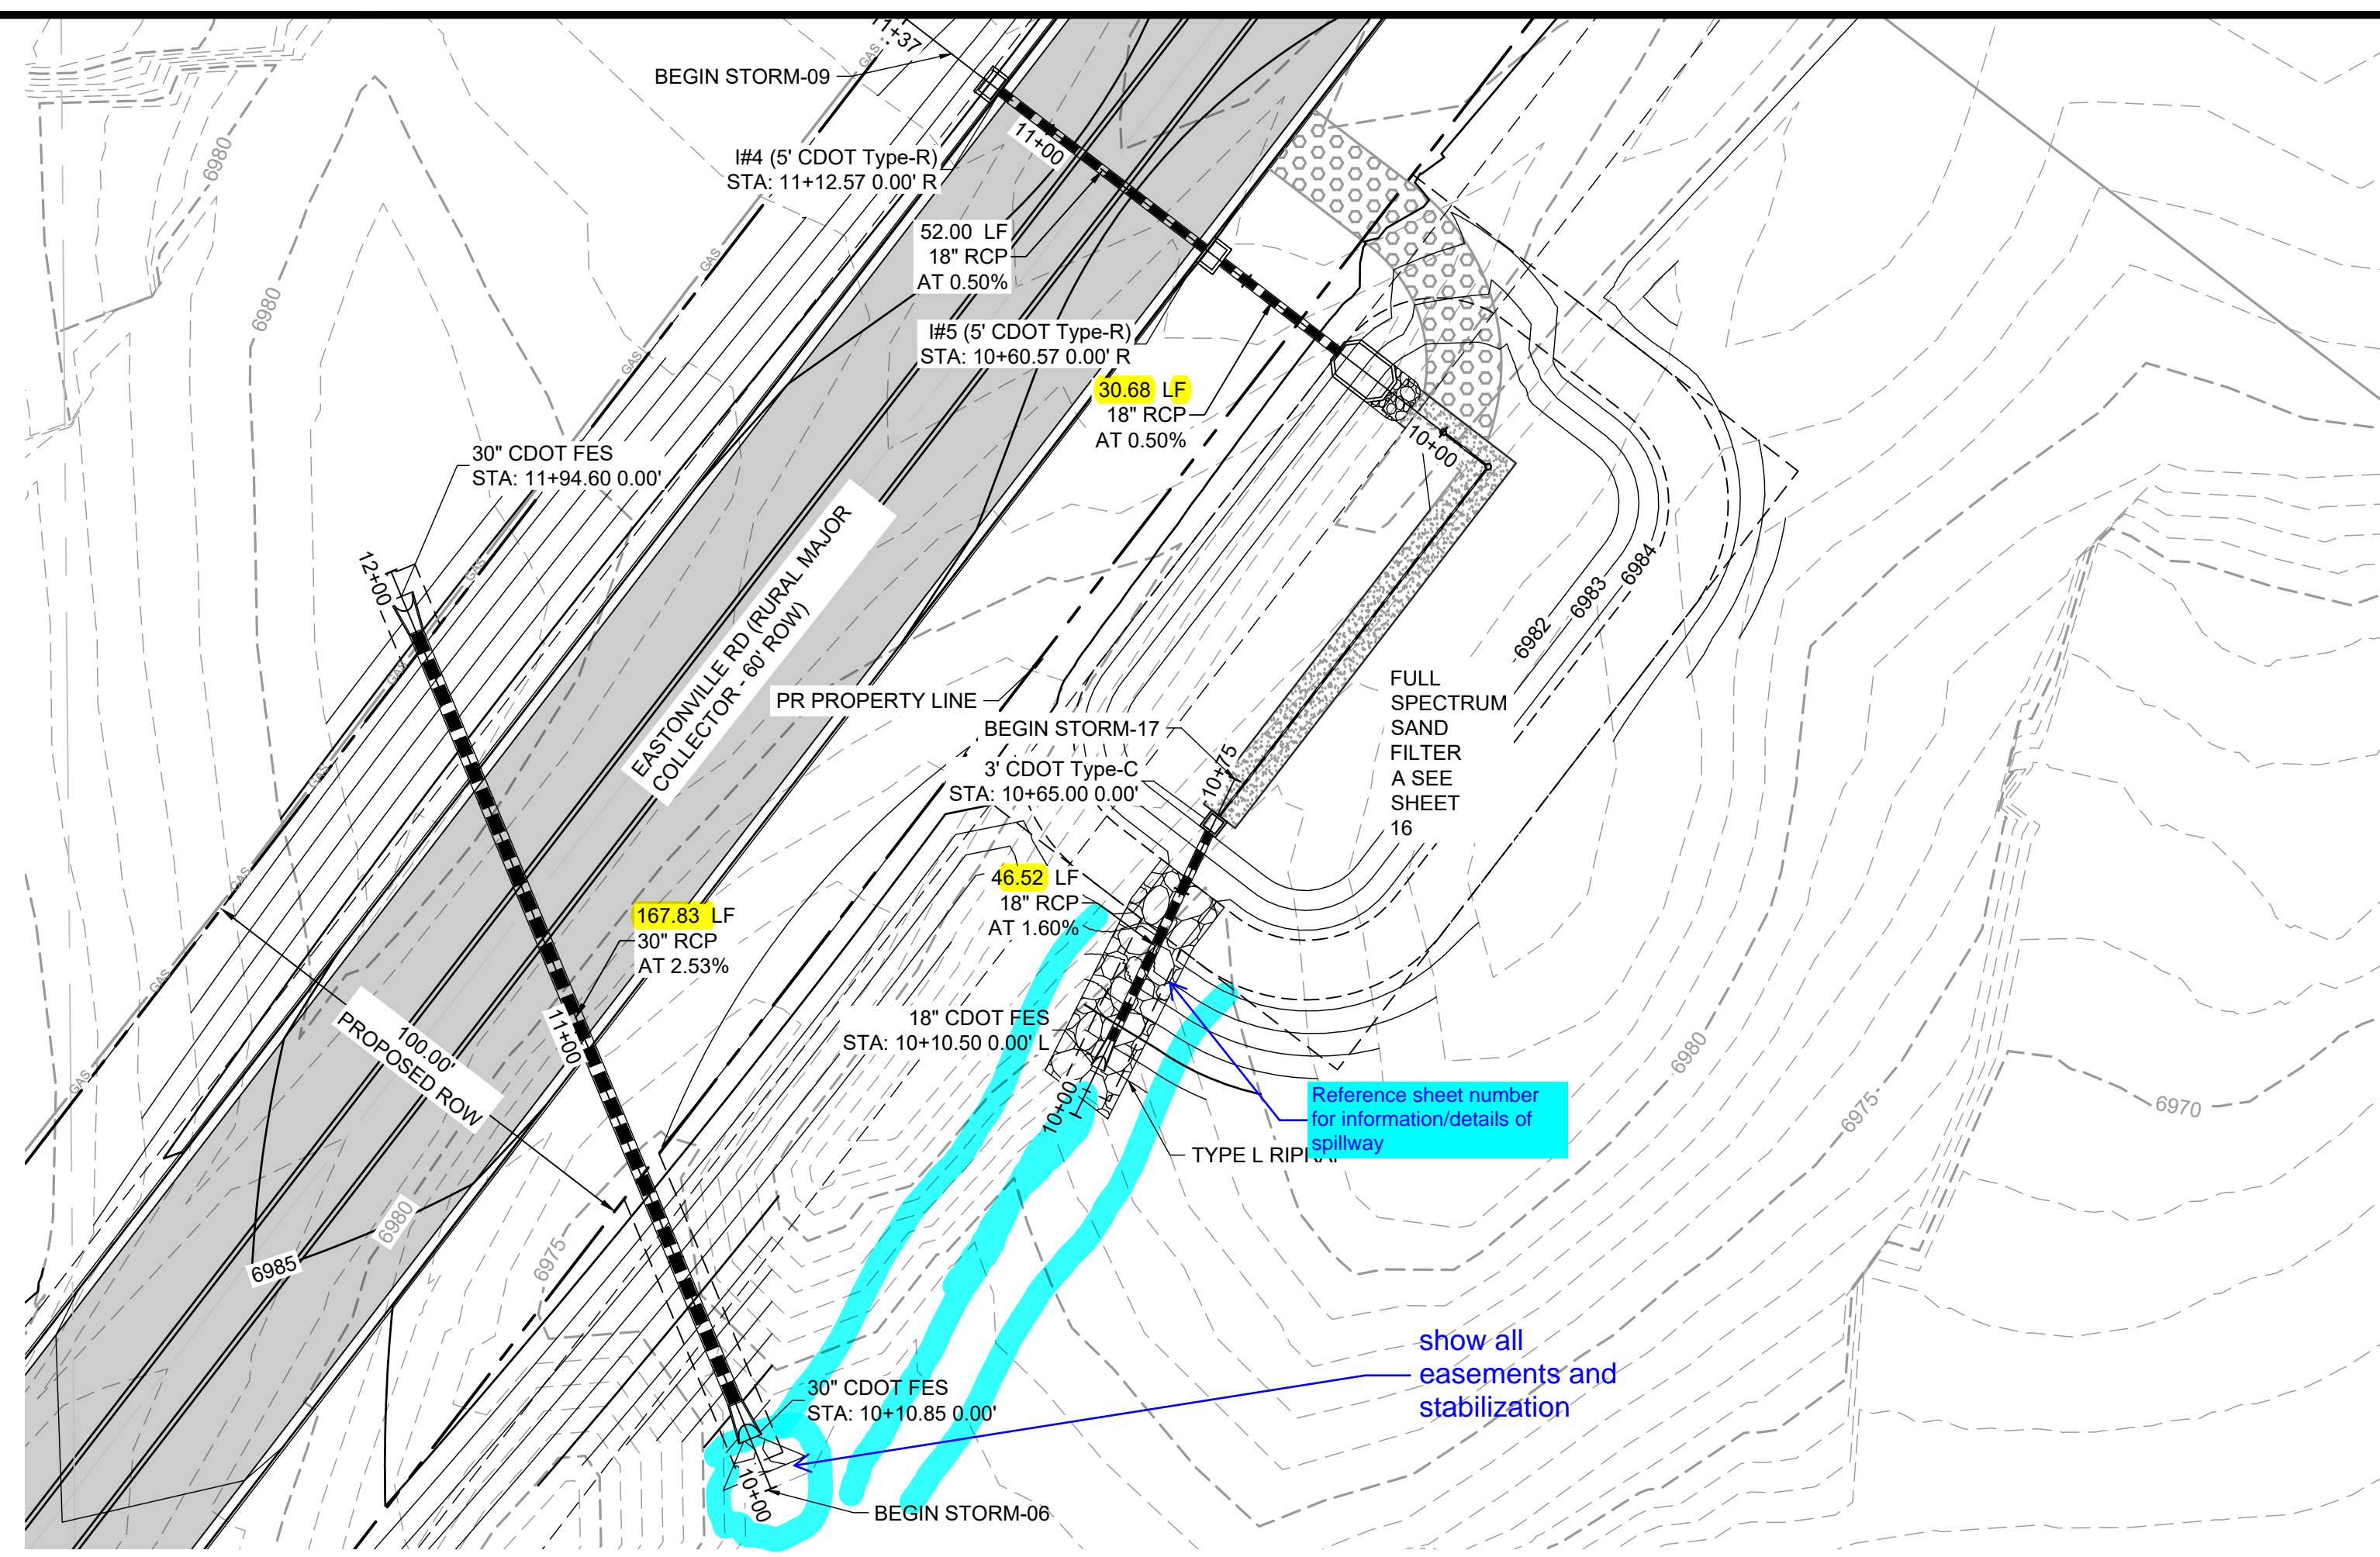 1+37
BEGIN STORM-09
GAS
11+00
6980
I#4 (5' CDOT Type-R)
STA: 11+12.57 0.00' R
52.00 LF
18" RCP
AT 0.50%
GAS
6980
I#5 (5' CDOT Type-R)
STA: 10+60.57 0.00' R
GAS
30.68 LF
18" RCP
AT 0.50%
10+00
30" CDOT FES
STA: 11+94.60 0.00'
12+00
GAS
EASTONVILLE RD (RURAL MAJOR
COLLECTOR - 60' ROW)
6982
6983
6984
GAS
PR PROPERTY LINE
FULL
SPECTRUM
SAND
FILTER
A SEE
SHEET
16
BEGIN STORM-17
10+75
3' CDOT Type-C
STA: 10+65.00 0.00'
GAS
GAS
46.52 LF
18" RCP
AT 1.60%
167.83 LF
30" RCP
AT 2.53%
GAS
100.00'
PROPOSED ROW
11+00
18" CDOT FES
STA: 10+10.50 0.00' L
GAS
10+00
6980
6975
6970
Reference sheet number
for information/details of
spillway
TYPE L RIPRAP
6980
6975
6985
show all
easements and
stabilization
30" CDOT FES
STA: 10+10.85 0.00'
10+00
BEGIN STORM-06